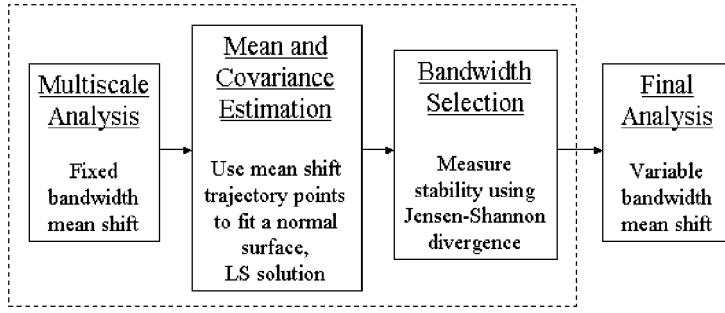 Multiscale
Analysis
Fixed
bandwidth
mean shift
Mean and
Covariance
Estimation
Use mean shift
trajectory points
to fit a normal
surface,
LS solution
Bandwidth
Selection
Measure
stability using
Jensen-Shannon
divergence
Final
Analysis
Variable
bandwidth
mean shift